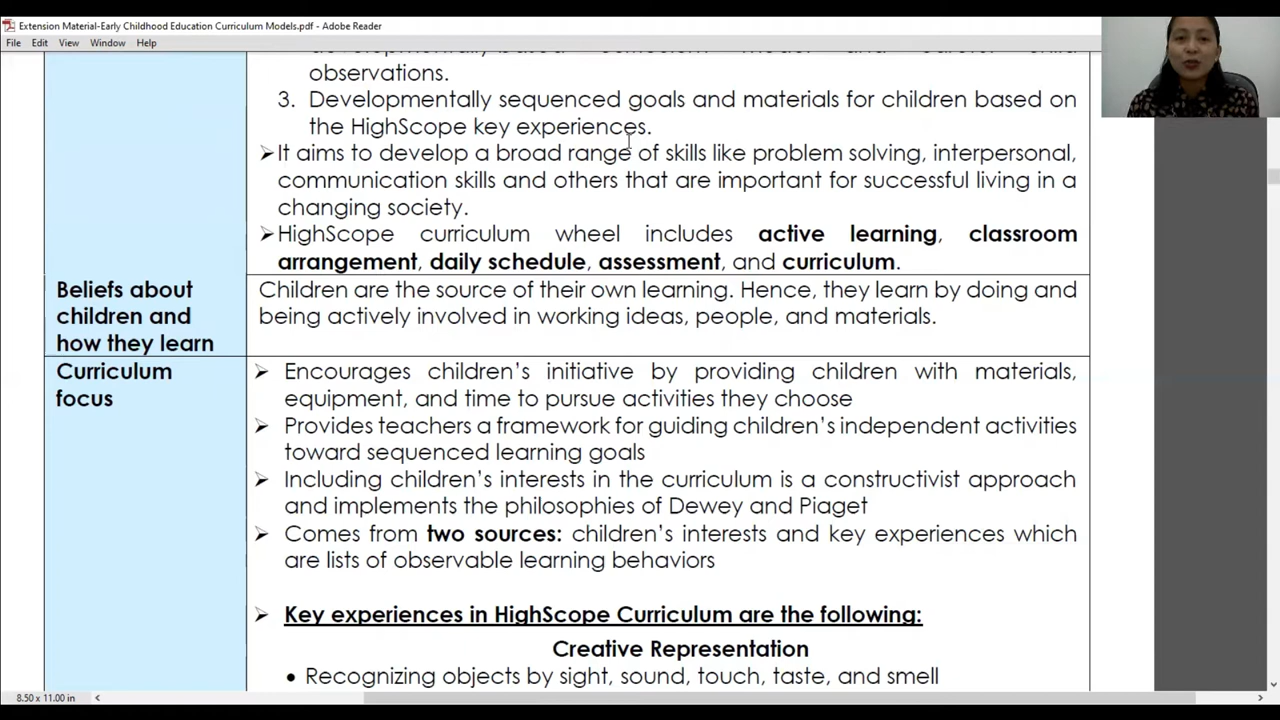 Extension Material-Early Childhood Education Curriculum Models.pdf - Adobe Reader
File Edit View Window Help
observations.
3. Developmentally sequenced goals and materials for children based on
the HighScope key experiences.
➢It aims to develop a broad range of skills like problem solving, interpersonal,
communication skills and others that are important for successful living in a
changing society.
➢HighScope curriculum wheel includes active learning, classroom
arrangement, daily schedule, assessment, and curriculum.
Beliefs about
children and
how they learn
Children are the source of their own learning. Hence, they learn by doing and
being actively involved in working ideas, people, and materials.
Curriculum
focus
➢ Encourages children’s initiative by providing children with materials,
equipment, and time to pursue activities they choose
➢ Provides teachers a framework for guiding children’s independent activities
toward sequenced learning goals
➢ Including children’s interests in the curriculum is a constructivist approach
and implements the philosophies of Dewey and Piaget
➢ Comes from two sources: children’s interests and key experiences which
are lists of observable learning behaviors
➢ Key experiences in HighScope Curriculum are the following:
Creative Representation
• Recognizing objects by sight, sound, touch, taste, and smell
8.50 x 11.00 in